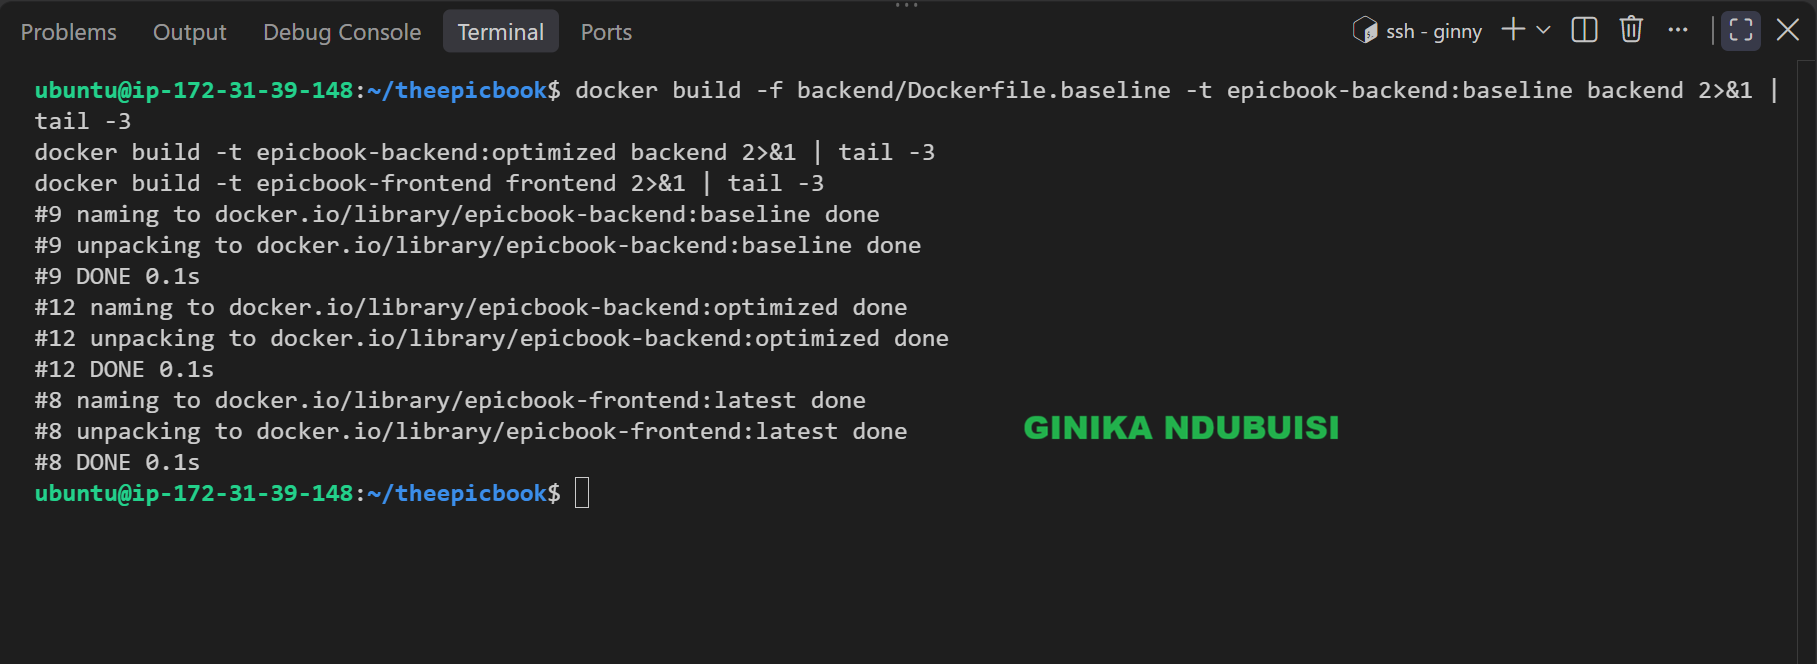 Problems Output Debug Console Terminal Ports ssh - ginny
ubuntu@ip-172-31-39-148:~/theepicbook$ docker build -f backend/Dockerfile.baseline -t epicbook-backend:baseline backend 2>&1 |
tail -3
docker build -t epicbook-backend:optimized backend 2>&1 | tail -3
docker build -t epicbook-frontend frontend 2>&1 | tail -3
#9 naming to docker.io/library/epicbook-backend:baseline done
#9 unpacking to docker.io/library/epicbook-backend:baseline done
#9 DONE 0.1s
#12 naming to docker.io/library/epicbook-backend:optimized done
#12 unpacking to docker.io/library/epicbook-backend:optimized done
#12 DONE 0.1s
#8 naming to docker.io/library/epicbook-frontend:latest done
#8 unpacking to docker.io/library/epicbook-frontend:latest done
GINIKA NDUBUISI
#8 DONE 0.1s
ubuntu@ip-172-31-39-148:~/theepicbook$